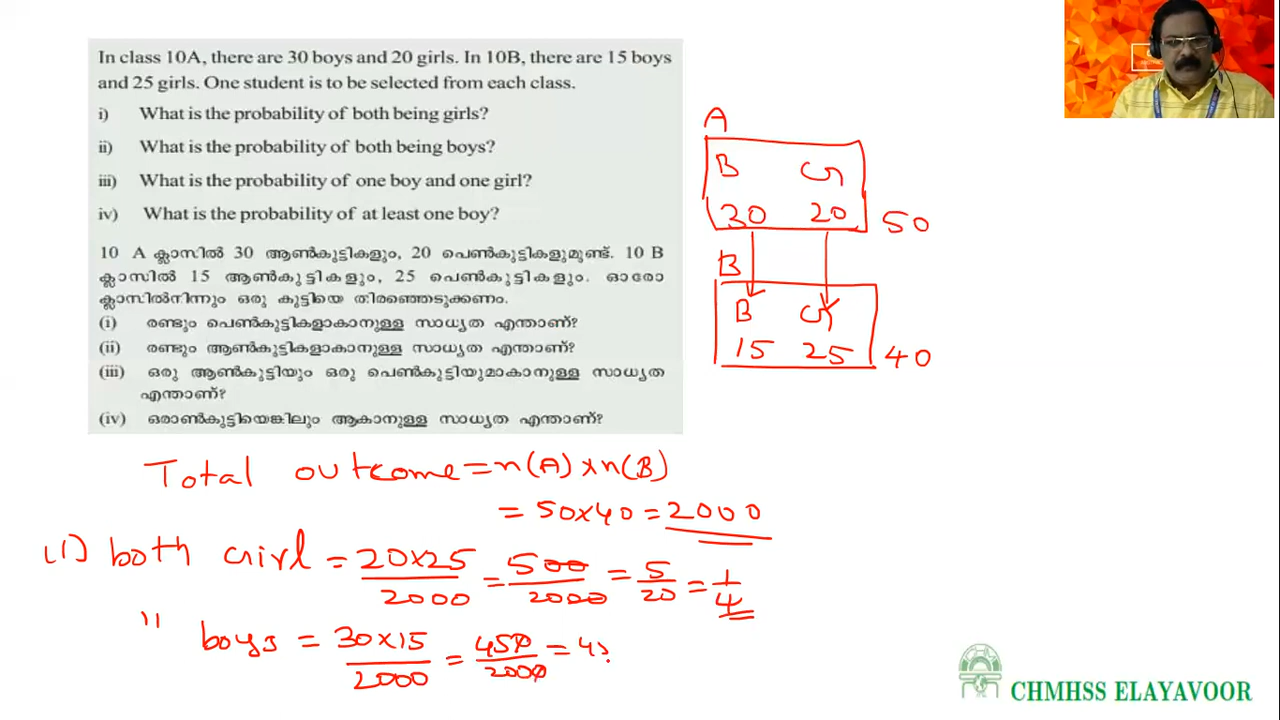 In class 10A, there are 30 boys and 20 girls. In 10B, there are 15 boys
and 25 girls. One student is to be selected from each class.
i) What is the probability of both being girls?
ii) What is the probability of both being boys?
iii) What is the probability of one boy and one girl?
iv) What is the probability of at least one boy?
10 A ക്ലാസിൽ 30 ആൺകുട്ടികളും, 20 പെൺകുട്ടികളുമുണ്ട്. 10 B
ക്ലാസിൽ 15 ആൺകുട്ടികളും, 25 പെൺകുട്ടികളും. ഓരോ
ക്ലാസിൽനിന്നും ഒരു കുട്ടിയെ തിരഞ്ഞെടുക്കണം.
(i) രണ്ടും പെൺകുട്ടികളാകാനുള്ള സാധ്യത എന്താണ്?
(ii) രണ്ടും ആൺകുട്ടികളാകാനുള്ള സാധ്യത എന്താണ്?
(iii) ഒരു ആൺകുട്ടിയും ഒരു പെൺകുട്ടിയുമാകാനുള്ള സാധ്യത
എന്താണ്?
(iv) ഒരാൺകുട്ടിയെങ്കിലും ആകാനുള്ള സാധ്യത എന്താണ്?
A
B G
30 20 50
B
B G
15 25 40
Total outcome = n(A) x n(B)
= 50x40 = 2000
(1) both girl = 20x25/2000 = 500/2000 = 5/20 = 1/4
" boys = 30x15/2000 = 450/2000 = 4
CHMHSS ELAYAVOOR